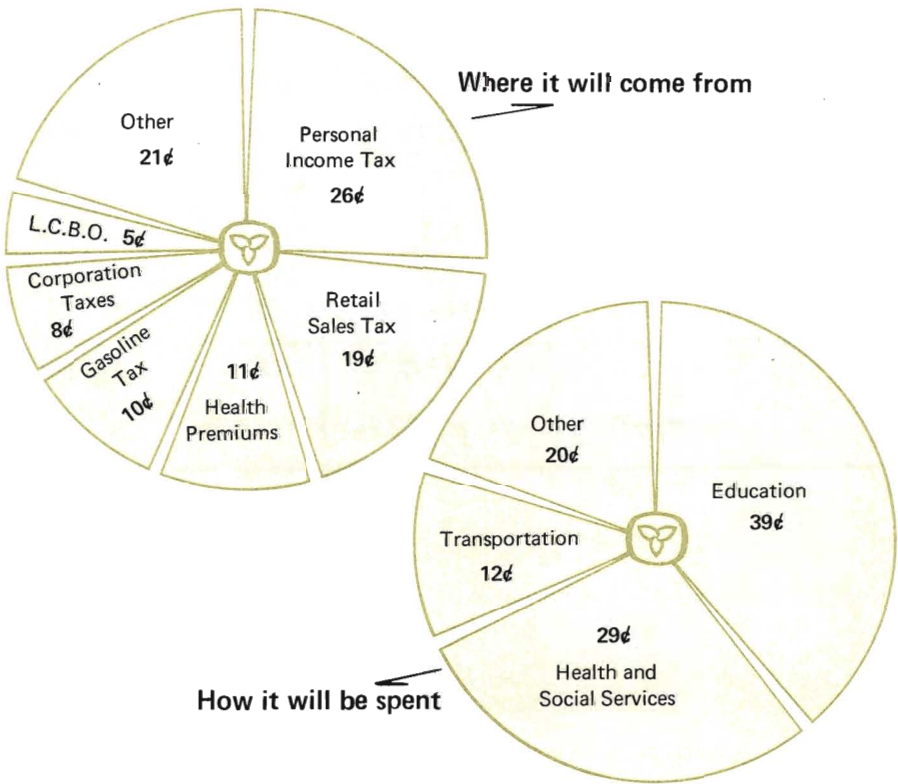 Where it will come from
Personal
Income Tax
26¢
Retail
Sales Tax
19¢
11¢
Health
Premiums
Gasoline
Tax
10¢
Corporation
Taxes
8¢
L.C.B.O. 5¢
Other
21¢
How it will be spent
Education
39¢
29¢
Health and
Social Services
Transportation
12¢
Other
20¢